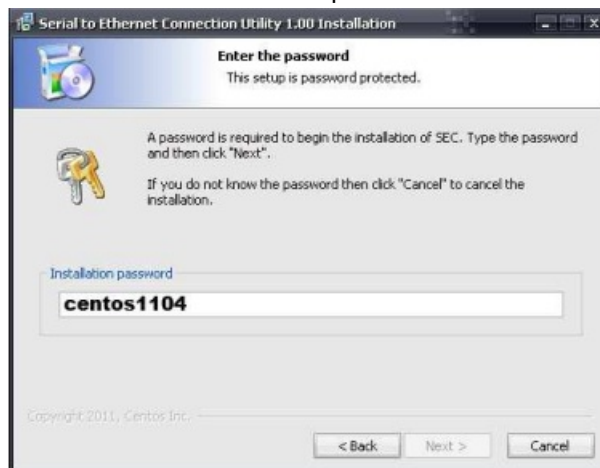 Serial to Ethernet Connection Utility 1.00 Installation
Enter the password
This setup is password protected.
A password is required to begin the installation of SEC. Type the password
and then click "Next".
If you do not know the password then click "Cancel" to cancel the
installation.
Installation password
centos1104
Copyright 2011, Centos Inc.
< Back
Next >
Cancel